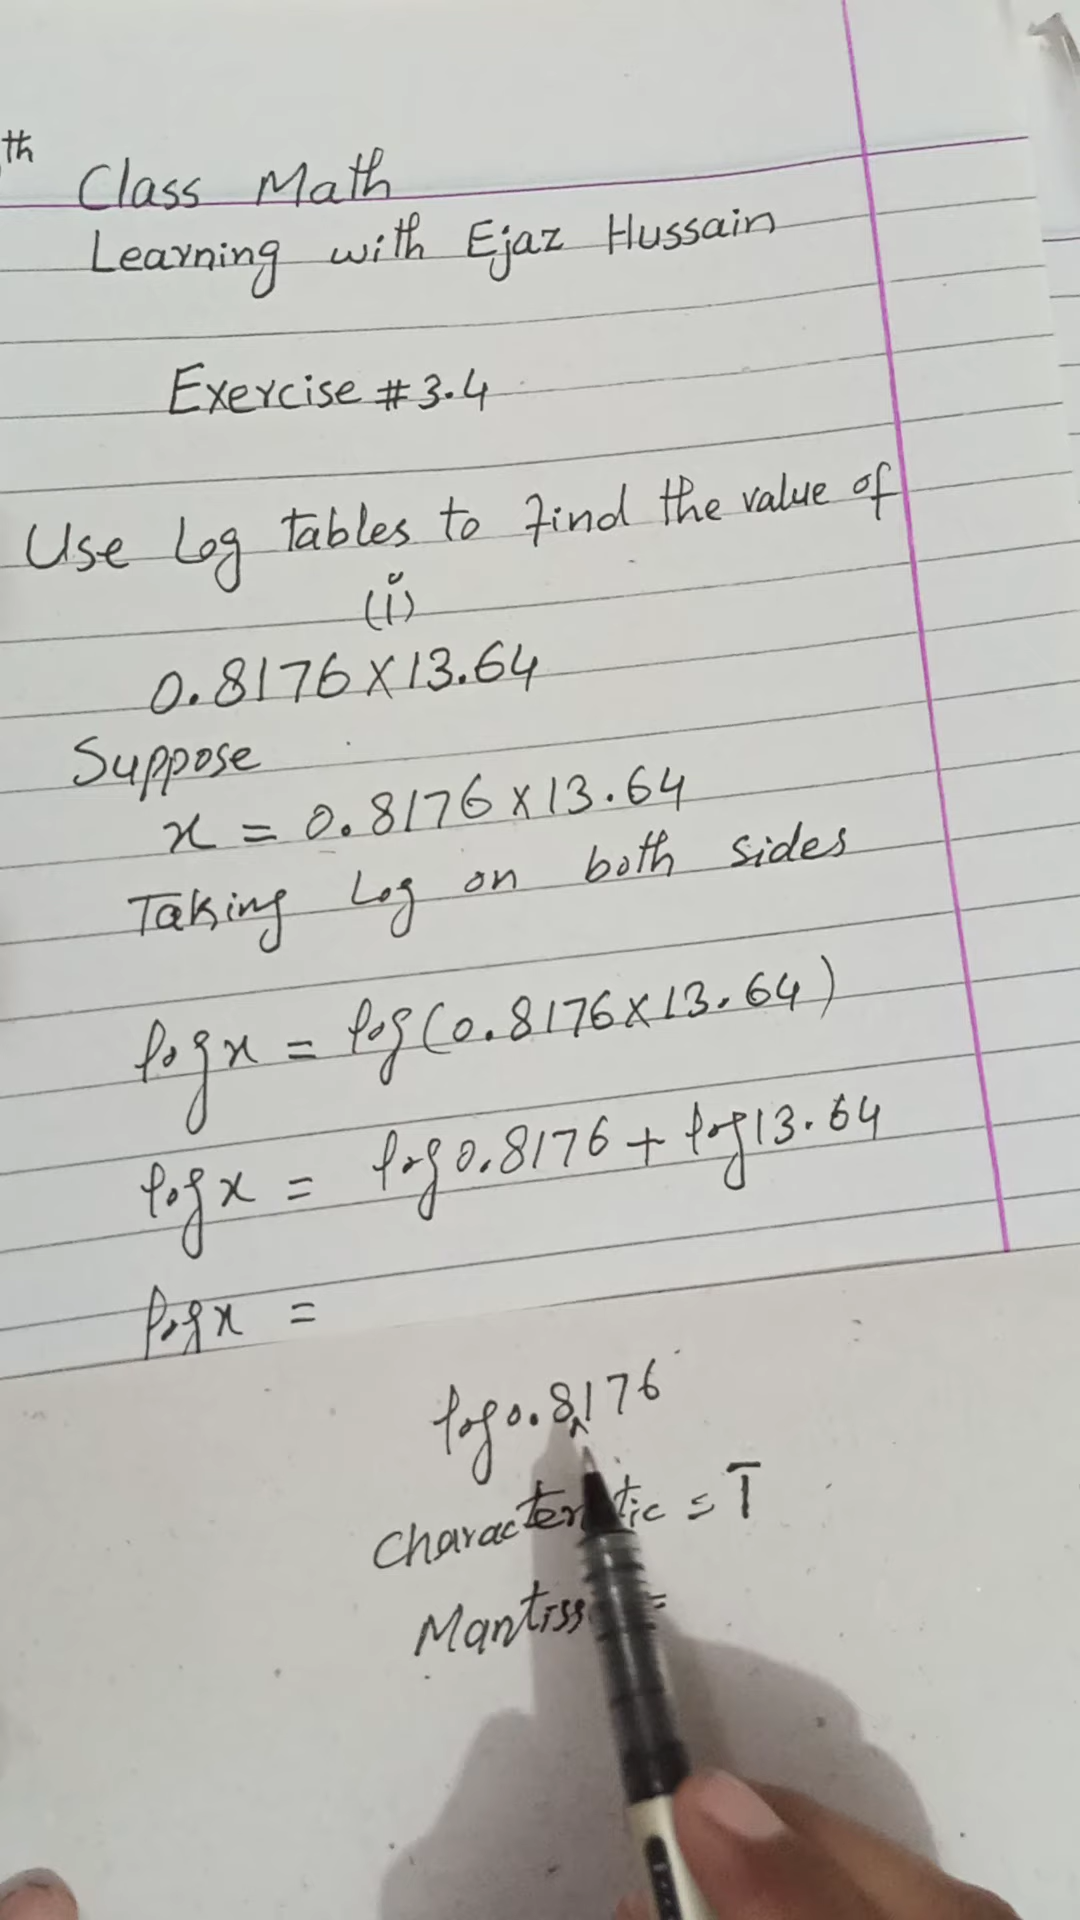 th
Class Math
Learning with Ejaz Hussain
Exercise #3.4
Use Log tables to find the value of
(i)
0.8176×13.64
Suppose
x = 0.8176×13.64
Taking Log on both sides
log x = log(0.8176×13.64)
log x = log 0.8176 + log 13.64
log x =
log 0.8176
Characteristic = 1̅
Mantissa =